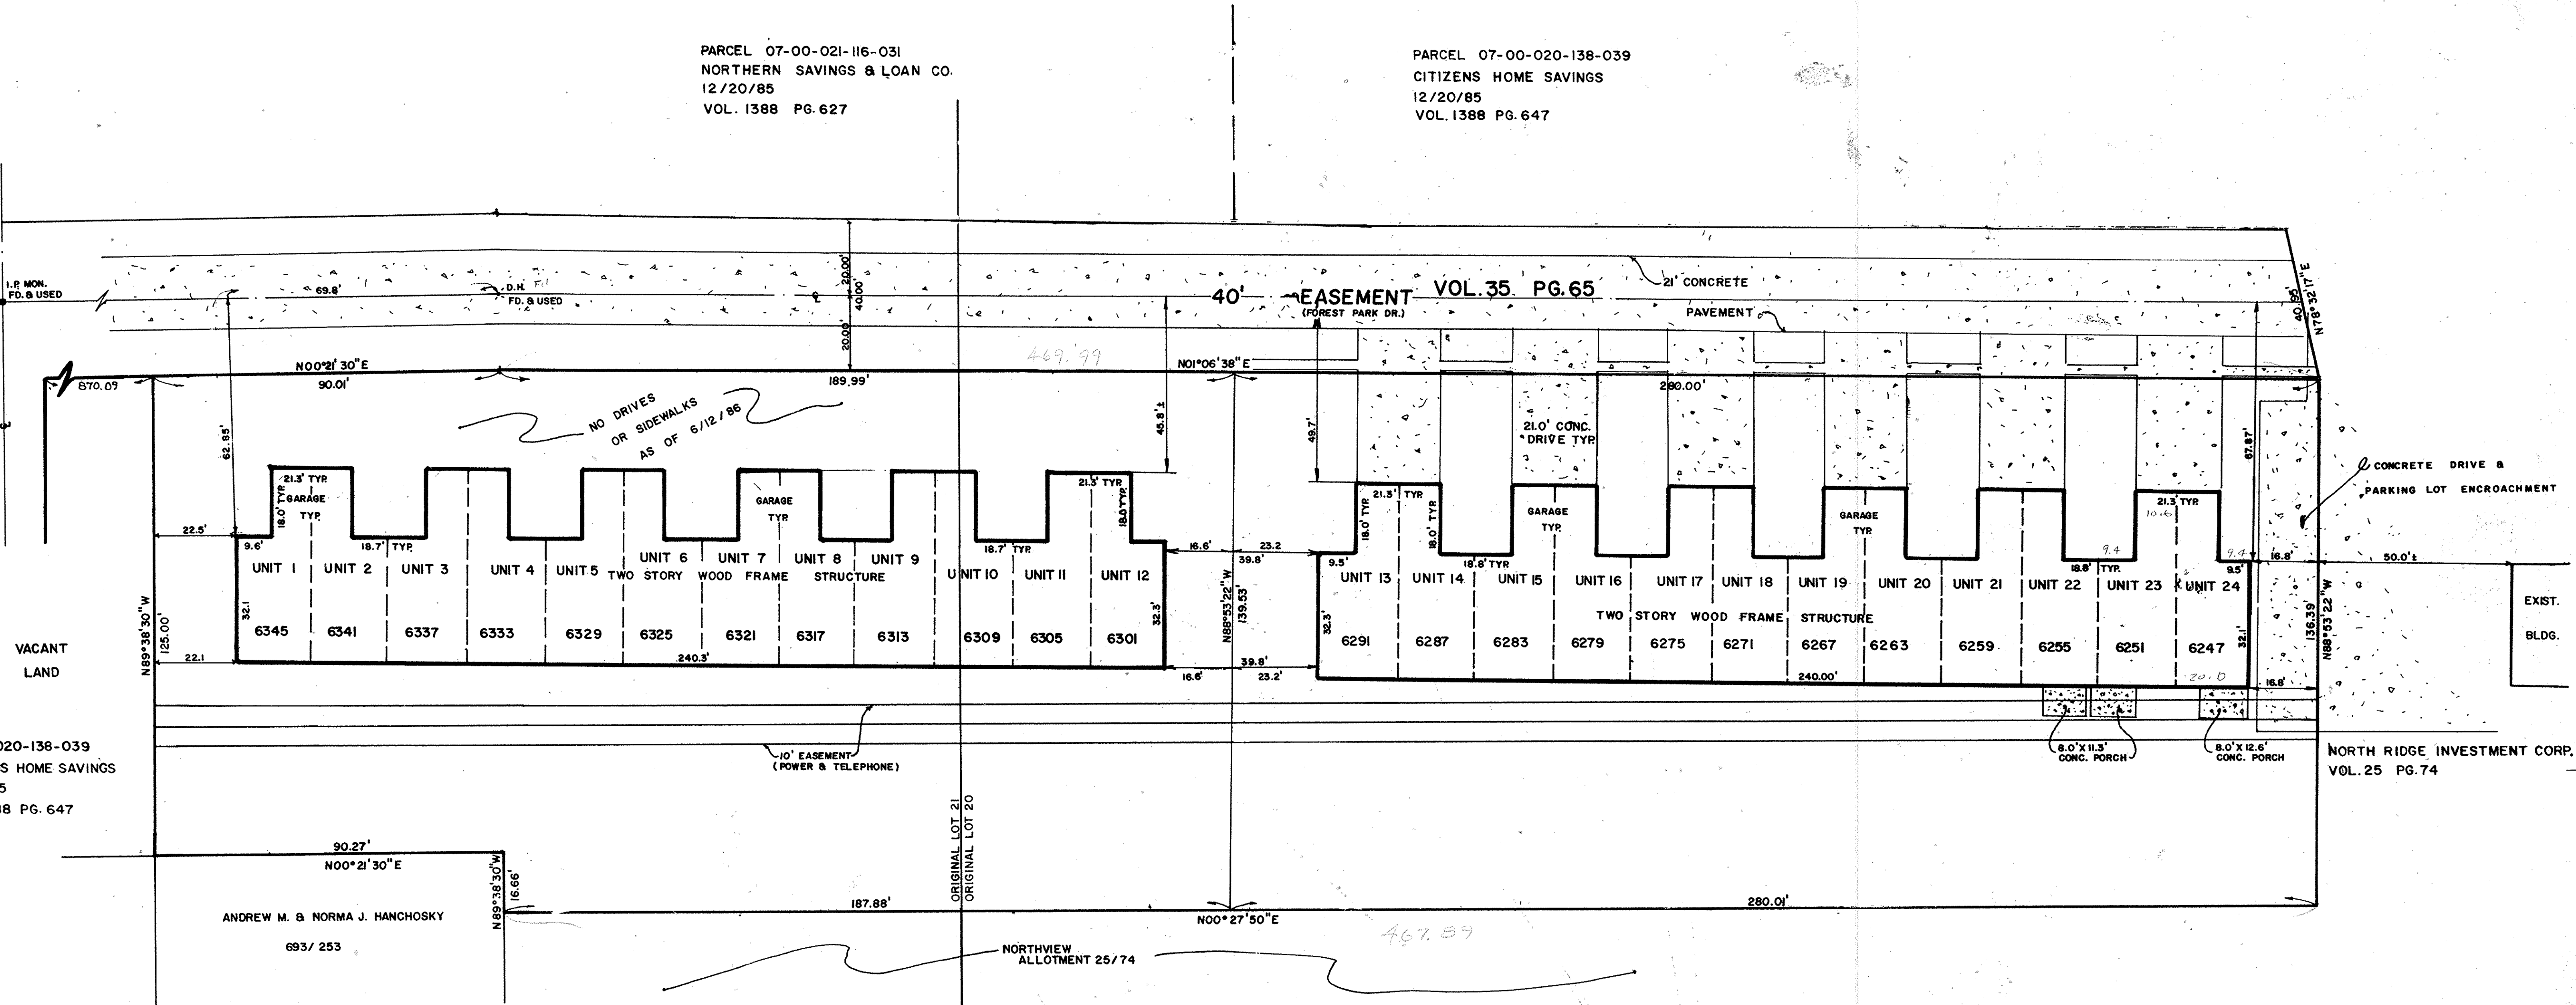 PARCEL 07-00-021-116-031
NORTHERN SAVINGS & LOAN CO.
12/20/85
VOL. 1388 PG. 627
PARCEL 07-00-020-138-039
CITIZENS HOME SAVINGS
12/20/85
VOL. 1388 PG. 647
I.P. MON.
FD. & USED
69.8'
D.H.
FD. & USED
20.00'
40.00'
20.00'
40' EASEMENT VOL. 35 PG. 65
(FOREST PARK DR.)
21' CONCRETE
PAVEMENT
40.95'
N78°32'17"E
870.09
N00°21'30"E
90.01'
189.99'
469.99
N01°06'38"E
280.00'
NO DRIVES
OR SIDEWALKS
AS OF 6/12/86
62.85'
45.8'±
49.7'
21.0' CONC.
DRIVE TYP.
67.87'
CONCRETE DRIVE &
PARKING LOT ENCROACHMENT
21.3' TYP.
GARAGE
TYP.
18.0' TYP.
GARAGE
TYP.
21.3' TYP.
18.0' TYP.
21.3' TYP.
18.0' TYP.
18.0' TYP.
GARAGE
TYP.
GARAGE
TYP.
21.3' TYP.
10.6
22.5'
9.6'
18.7' TYP.
18.7' TYP.
16.6'
23.2
39.8'
9.5'
18.8' TYP
9.4
18.8' TYP.
9.4
9.5'
16.8'
50.0'±
UNIT 1
UNIT 2
UNIT 3
UNIT 4
UNIT 5
UNIT 6
UNIT 7
UNIT 8
UNIT 9
UNIT 10
UNIT 11
UNIT 12
TWO STORY WOOD FRAME STRUCTURE
UNIT 13
UNIT 14
UNIT 15
UNIT 16
UNIT 17
UNIT 18
UNIT 19
UNIT 20
UNIT 21
UNIT 22
UNIT 23
UNIT 24
TWO STORY WOOD FRAME STRUCTURE
N89°38'30"W
125.00'
32.1
6345
6341
6337
6333
6329
6325
6321
6317
6313
6309
6305
6301
32.3'
N88°53'22"W
139.53'
32.3'
6291
6287
6283
6279
6275
6271
6267
6263
6259
6255
6251
6247
32.1'
136.39'
N88°53'22"W
EXIST.
BLDG.
VACANT
LAND
22.1
240.3'
39.8'
16.6'
23.2'
240.00'
20.0
16.8'
10' EASEMENT
(POWER & TELEPHONE)
8.0' X 11.3'
CONC. PORCH
8.0' X 12.6'
CONC. PORCH
NORTH RIDGE INVESTMENT CORP.
VOL. 25 PG. 74
020-138-039
S HOME SAVINGS
5
88 PG. 647
90.27'
N00°21'30"E
N89°38'30"W
16.66'
ORIGINAL LOT 21
ORIGINAL LOT 20
ANDREW M. & NORMA J. HANCHOSKY
693/253
187.88'
N00°27'50"E
280.01'
467.89
NORTHVIEW
ALLOTMENT 25/74